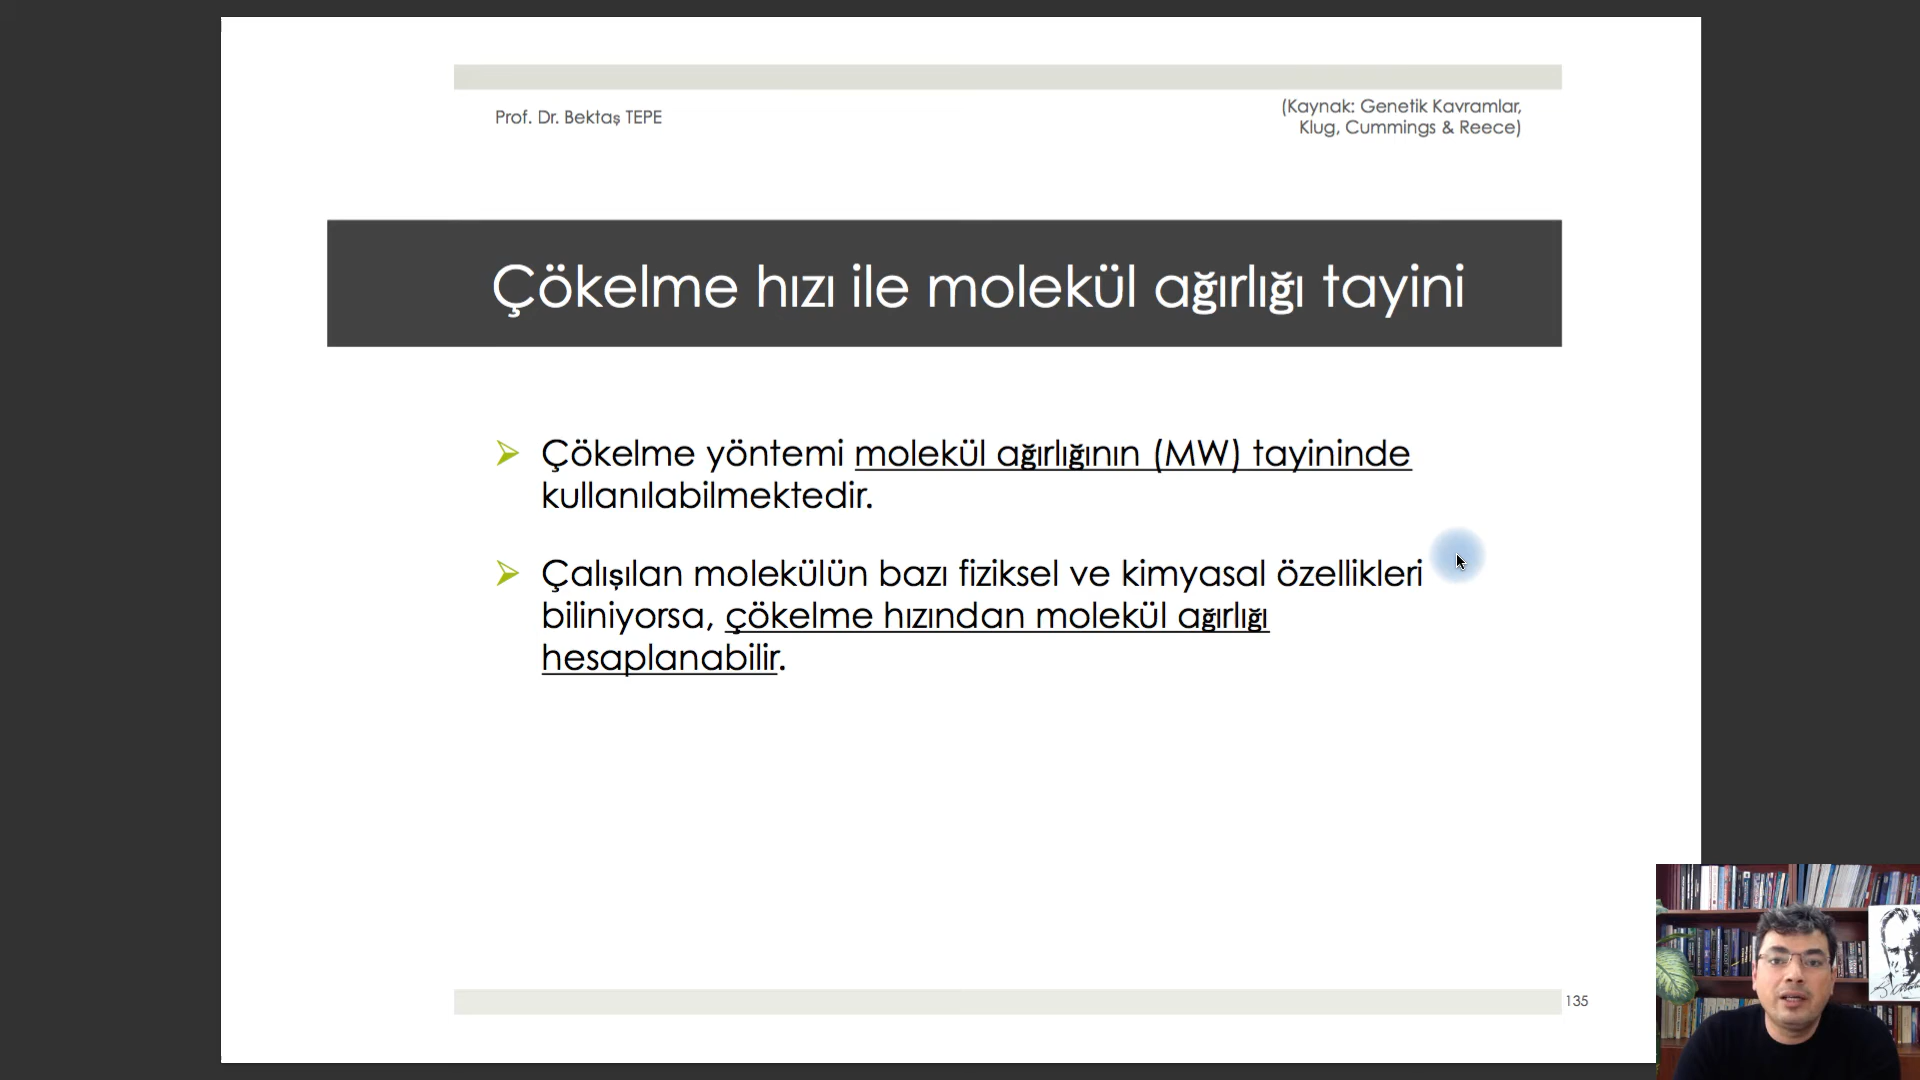 Prof. Dr. Bektaş TEPE
(Kaynak: Genetik Kavramlar,
Klug, Cummings & Reece)
Çökelme hızı ile molekül ağırlığı tayini
Çökelme yöntemi molekül ağırlığının (MW) tayininde
kullanılabilmektedir.
Çalışılan molekülün bazı fiziksel ve kimyasal özellikleri
biliniyorsa, çökelme hızından molekül ağırlığı
hesaplanabilir.
135